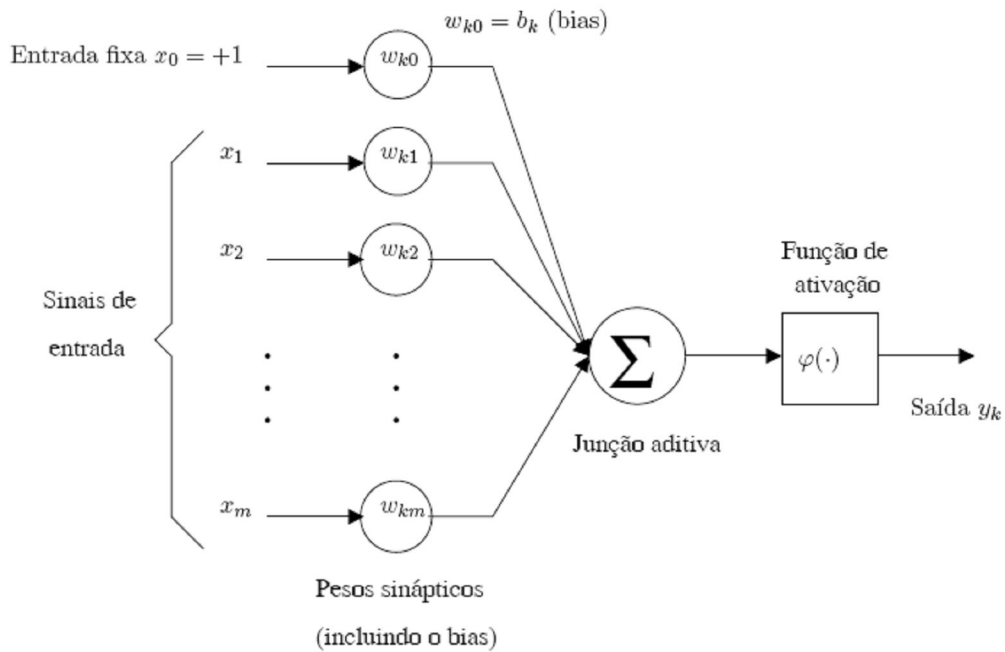 w_{k0} = b_k (bias)
Entrada fixa x_0 = +1
w_{k0}
x_1
w_{k1}
x_2
w_{k2}
Sinais de
entrada
x_m
w_{km}
Pesos sinápticos
(incluindo o bias)
Σ
Junção aditiva
Função de
ativação
φ(·)
Saída y_k